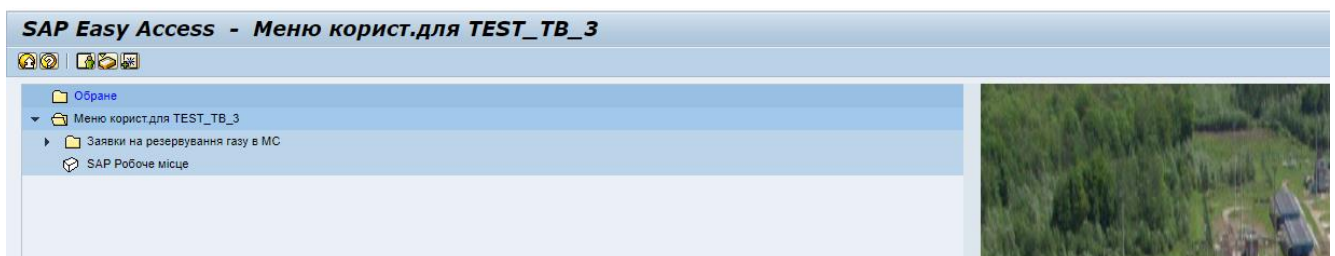 SAP Easy Access - Меню корист.для TEST_TB_3
Обране
Меню корист.для TEST_TB_3
Заявки на резервування газу в МС
SAP Робоче місце